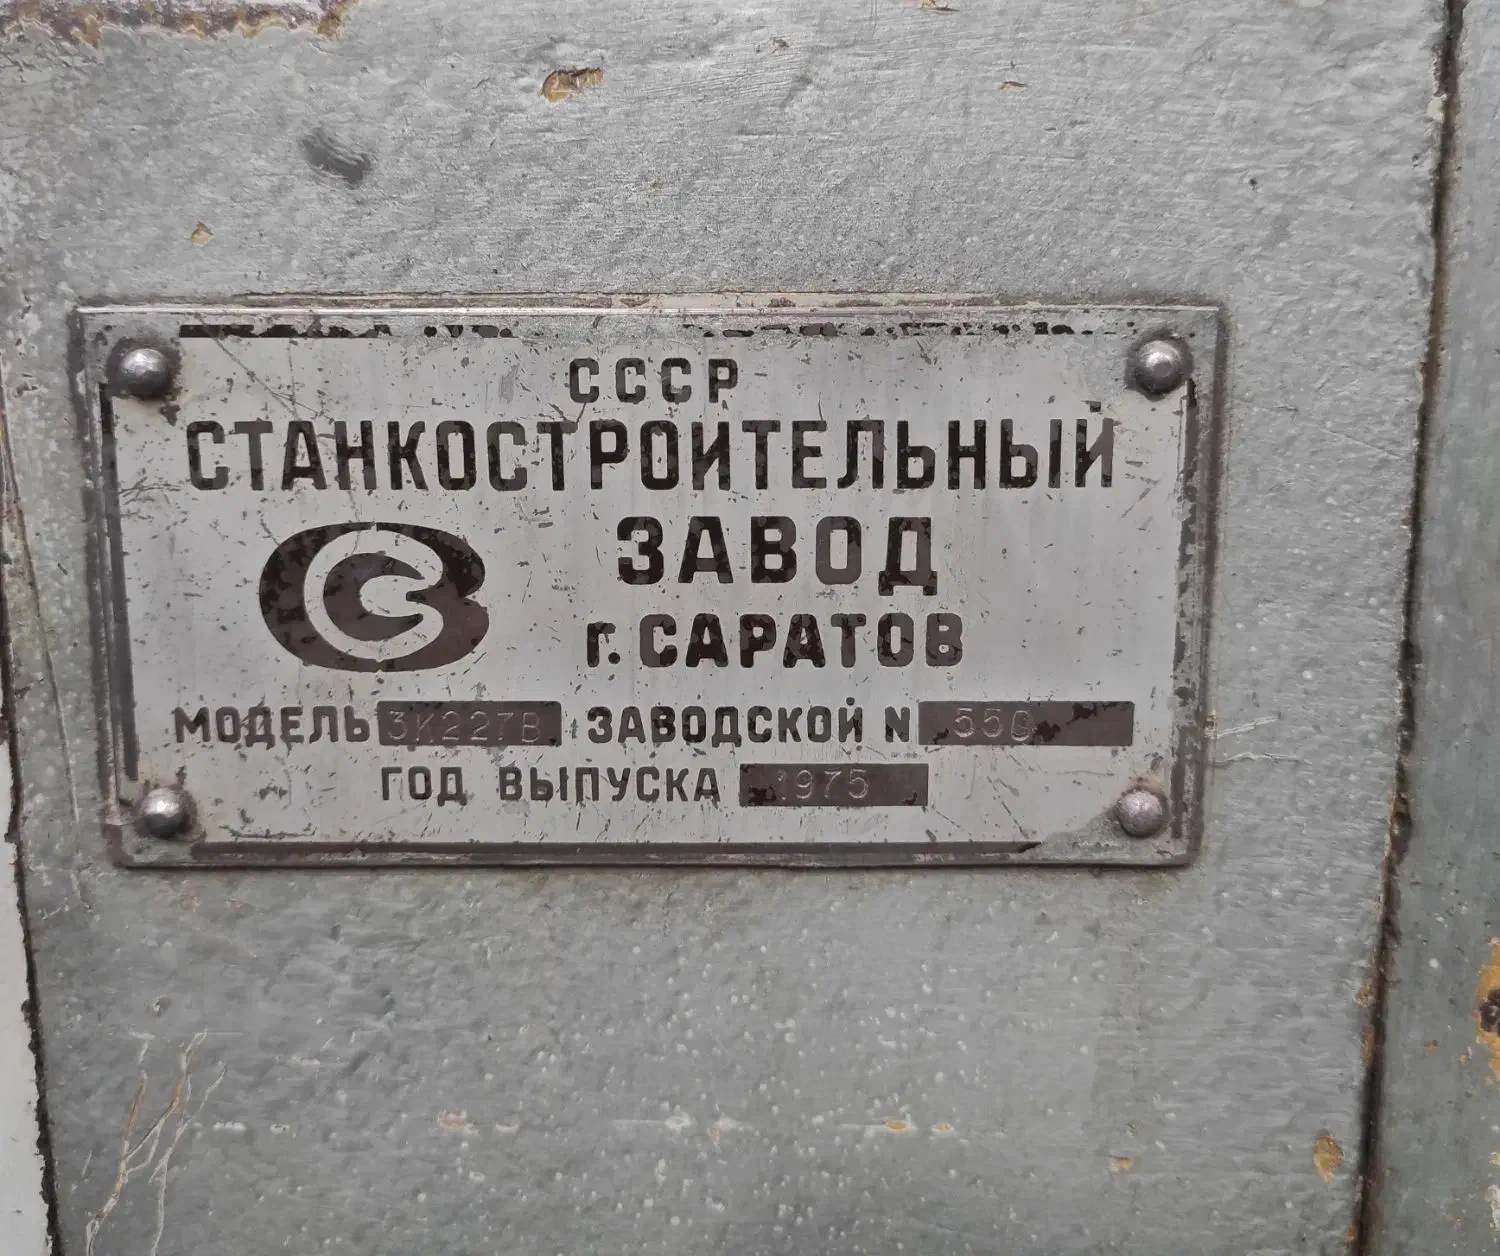 СССР
СТАНКОСТРОИТЕЛЬНЫЙ
ЗАВОД
г. САРАТОВ
МОДЕЛЬ 3К227В ЗАВОДСКОЙ N 550
ГОД ВЫПУСКА 1975